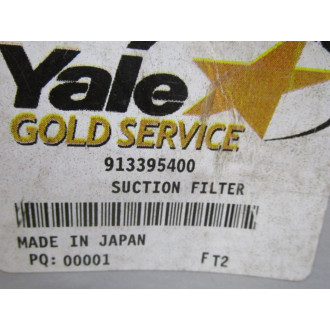 Yale
GOLD SERVICE
913395400
SUCTION FILTER
MADE IN JAPAN
PQ: 00001 FT2